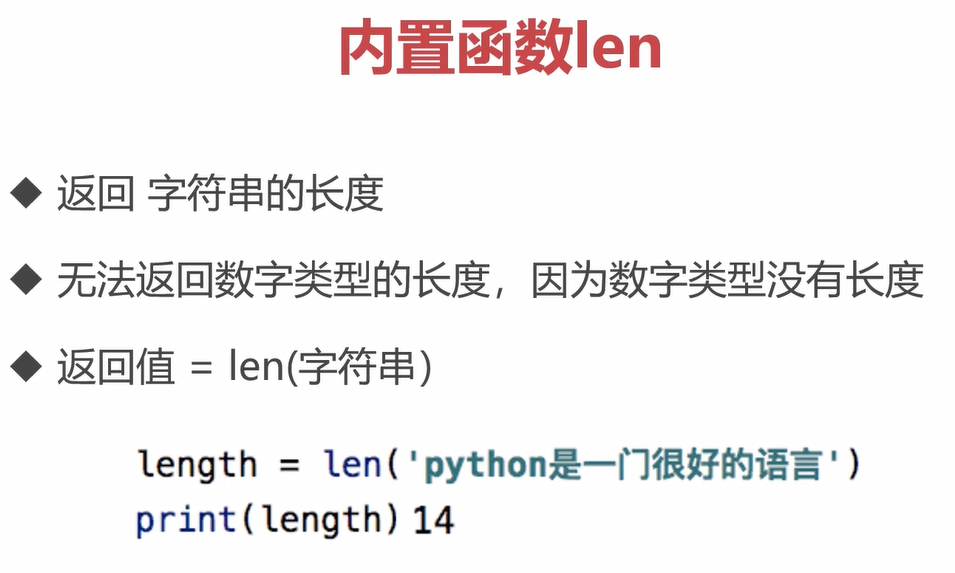 内置函数len
◆ 返回 字符串的长度
◆ 无法返回数字类型的长度，因为数字类型没有长度
◆ 返回值 = len(字符串）
length = len('python是一门很好的语言')
print(length) 14